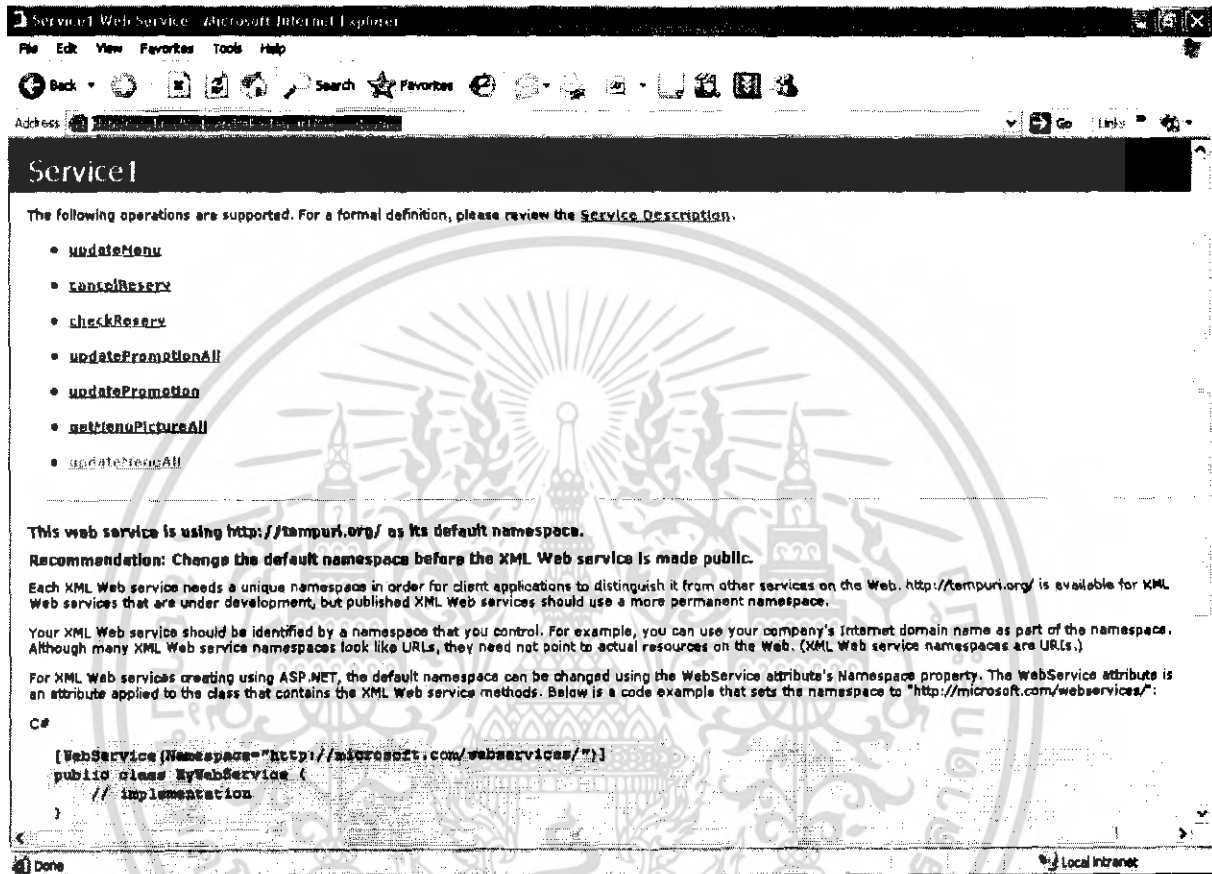 Service1 Web Service - Microsoft Internet Explorer
File Edit View Favorites Tools Help
Back Search Favorites
Address Go Links »
Service1
The following operations are supported. For a formal definition, please review the Service Description.
• updateMenu
• cancelReserv
• checkReserv
• updatePromotionAll
• updatePromotion
• getMenuPictureAll
• updateMenuAll
This web service is using http://tempuri.org/ as its default namespace.
Recommendation: Change the default namespace before the XML Web service is made public.
Each XML Web service needs a unique namespace in order for client applications to distinguish it from other services on the Web. http://tempuri.org/ is available for XML
Web services that are under development, but published XML Web services should use a more permanent namespace.
Your XML Web service should be identified by a namespace that you control. For example, you can use your company's Internet domain name as part of the namespace.
Although many XML Web service namespaces look like URLs, they need not point to actual resources on the Web. (XML Web service namespaces are URIs.)
For XML Web services creating using ASP.NET, the default namespace can be changed using the WebService attribute's Namespace property. The WebService attribute is
an attribute applied to the class that contains the XML Web service methods. Below is a code example that sets the namespace to "http://microsoft.com/webservices/":
C#
[WebService(Namespace="http://microsoft.com/webservices/")]
public class MyWebService {
// implementation
}
Done Local intranet